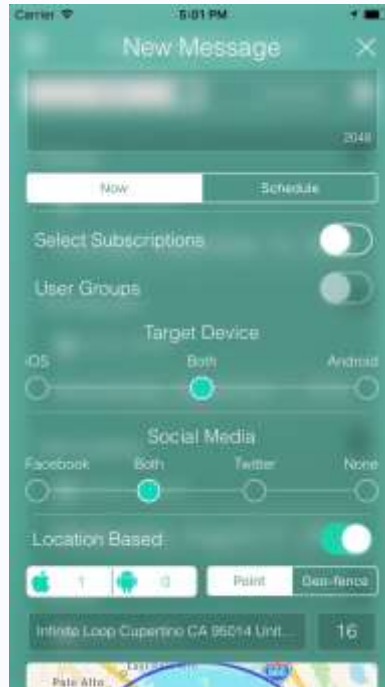 Carrier 5:01 PM
New Message
2048
Now Schedule
Select Subscriptions
User Groups
Target Device
iOS Both Android
Social Media
Facebook Both Twitter None
Location Based
1 0 Point Geo-fence
Infinite Loop Cupertino CA 95014 Unit... 16
Palo Alto